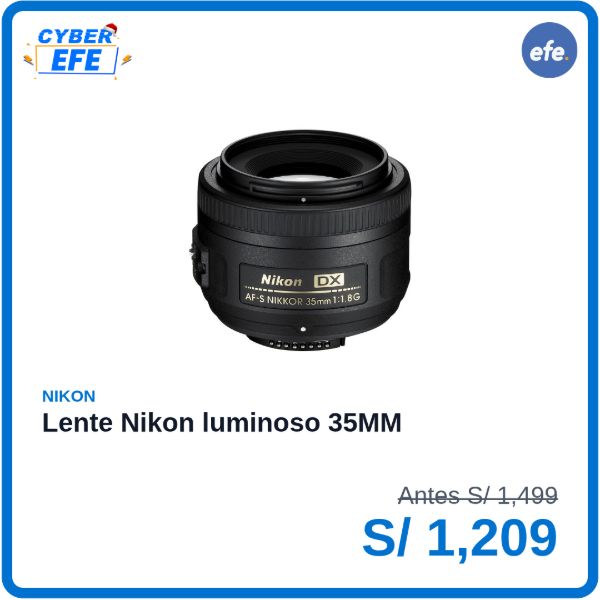 CYBER
EFE
efe.
Nikon DX
AF-S NIKKOR 35mm 1:1.8G
NIKON
Lente Nikon luminoso 35MM
Antes S/ 1,499
S/ 1,209